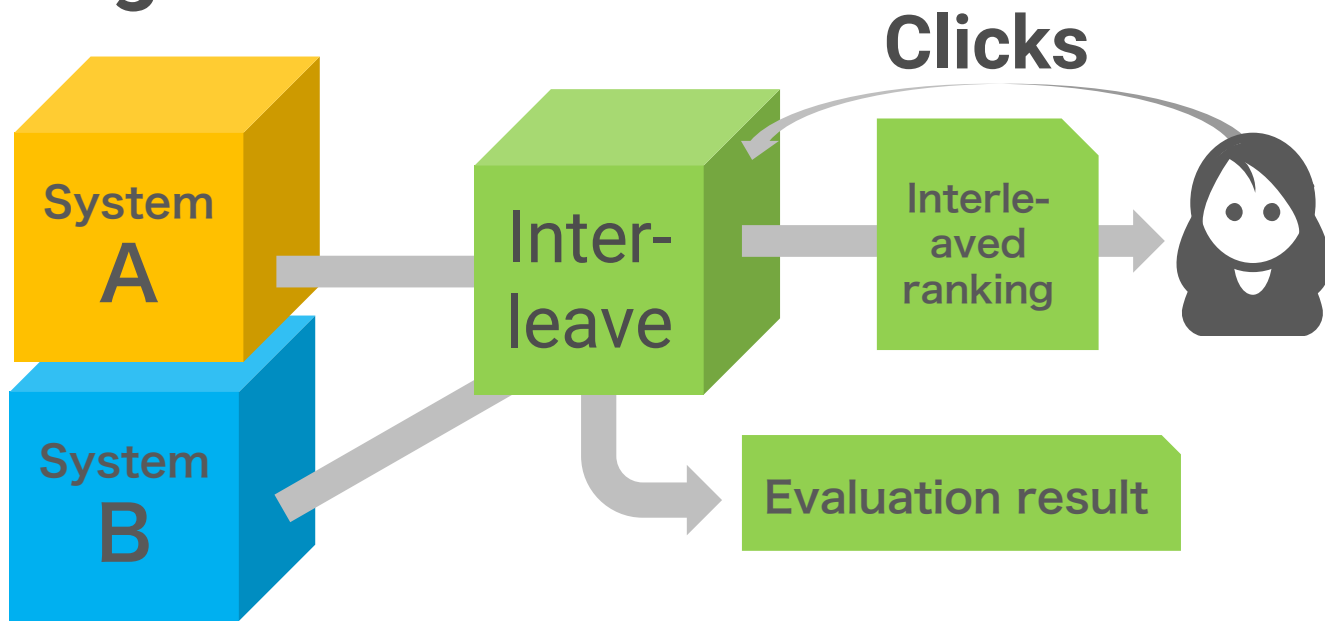 Clicks
System
A
Inter-
leave
Interle-
aved
ranking
System
B
Evaluation result